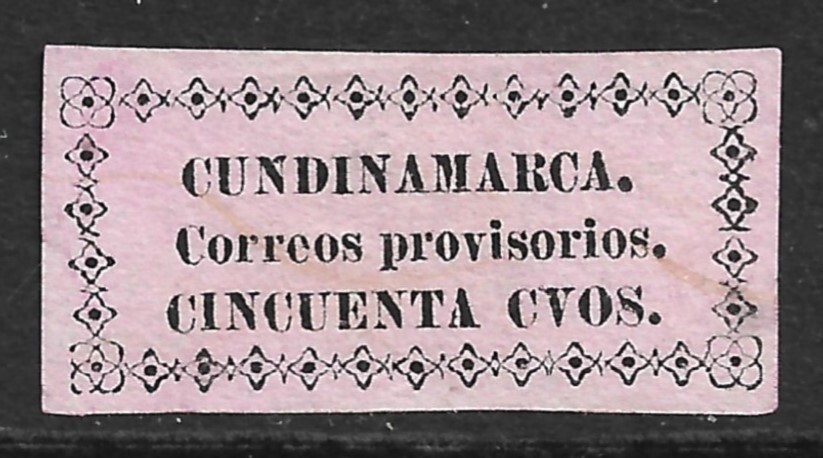 CUNDINAMARCA.
Correos provisorios.
CINCUENTA CVOS.